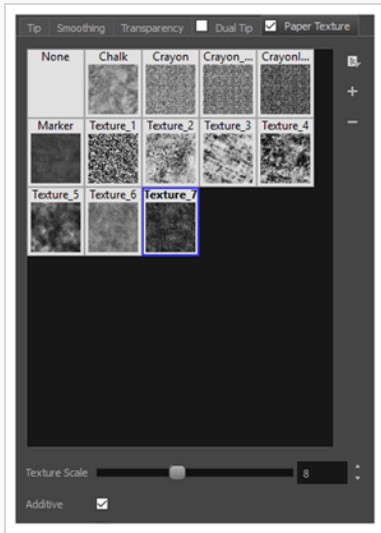 Tip Smoothing Transparency Dual Tip Paper Texture
None Chalk Crayon Crayon_... Crayonl...
Marker Texture_1 Texture_2 Texture_3 Texture_4
Texture_5 Texture_6 Texture_7
Texture Scale 8
Additive